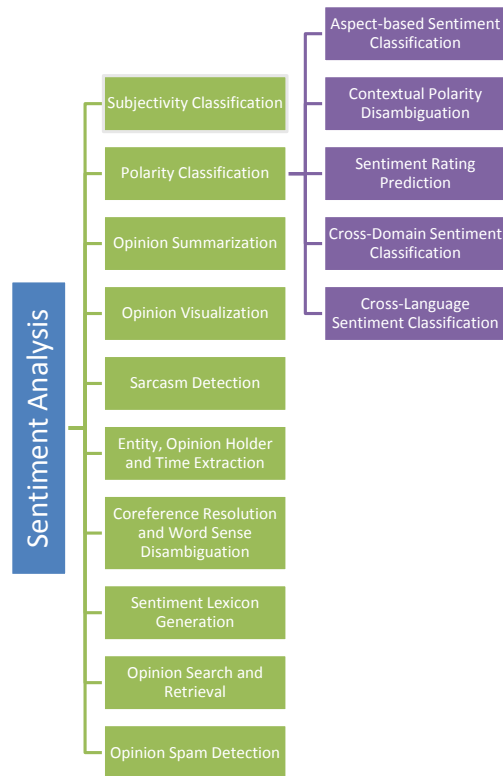 Sentiment Analysis
Subjectivity Classification
Polarity Classification
Opinion Summarization
Opinion Visualization
Sarcasm Detection
Entity, Opinion Holder
and Time Extraction
Coreference Resolution
and Word Sense
Disambiguation
Sentiment Lexicon
Generation
Opinion Search and
Retrieval
Opinion Spam Detection
Aspect-based Sentiment
Classification
Contextual Polarity
Disambiguation
Sentiment Rating
Prediction
Cross-Domain Sentiment
Classification
Cross-Language
Sentiment Classification